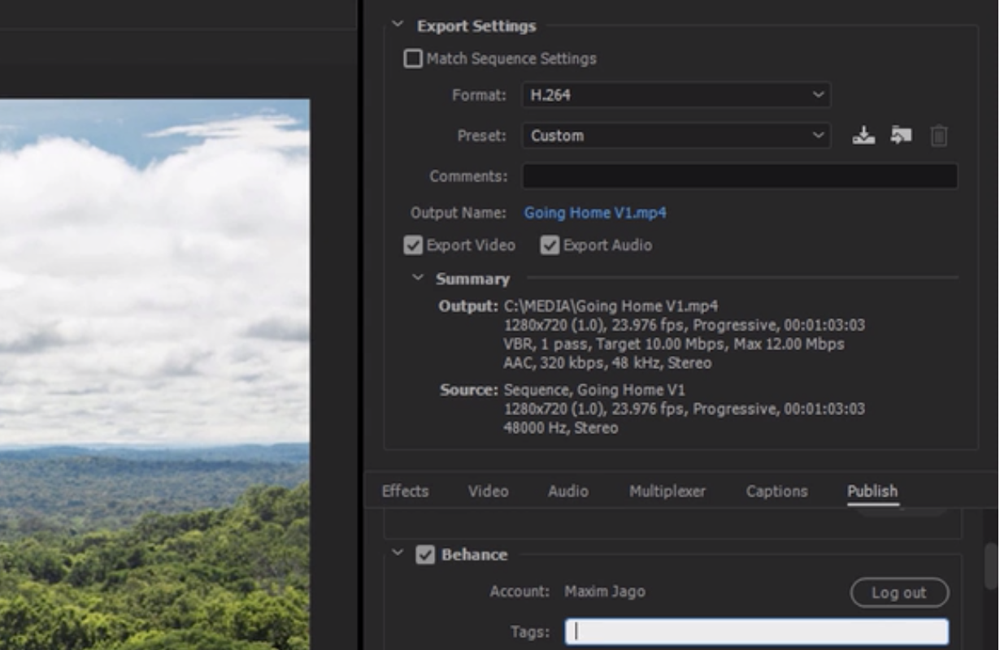 Export Settings
Match Sequence Settings
Format: H.264
Preset: Custom
Comments:
Output Name: Going Home V1.mp4
Export Video Export Audio
Summary
Output: C:\MEDIA\Going Home V1.mp4
1280x720 (1.0), 23.976 fps, Progressive, 00:01:03:03
VBR, 1 pass, Target 10.00 Mbps, Max 12.00 Mbps
AAC, 320 kbps, 48 kHz, Stereo
Source: Sequence, Going Home V1
1280x720 (1.0), 23.976 fps, Progressive, 00:01:03:03
48000 Hz, Stereo
Effects Video Audio Multiplexer Captions Publish
Behance
Account: Maxim Jago Log out
Tags: